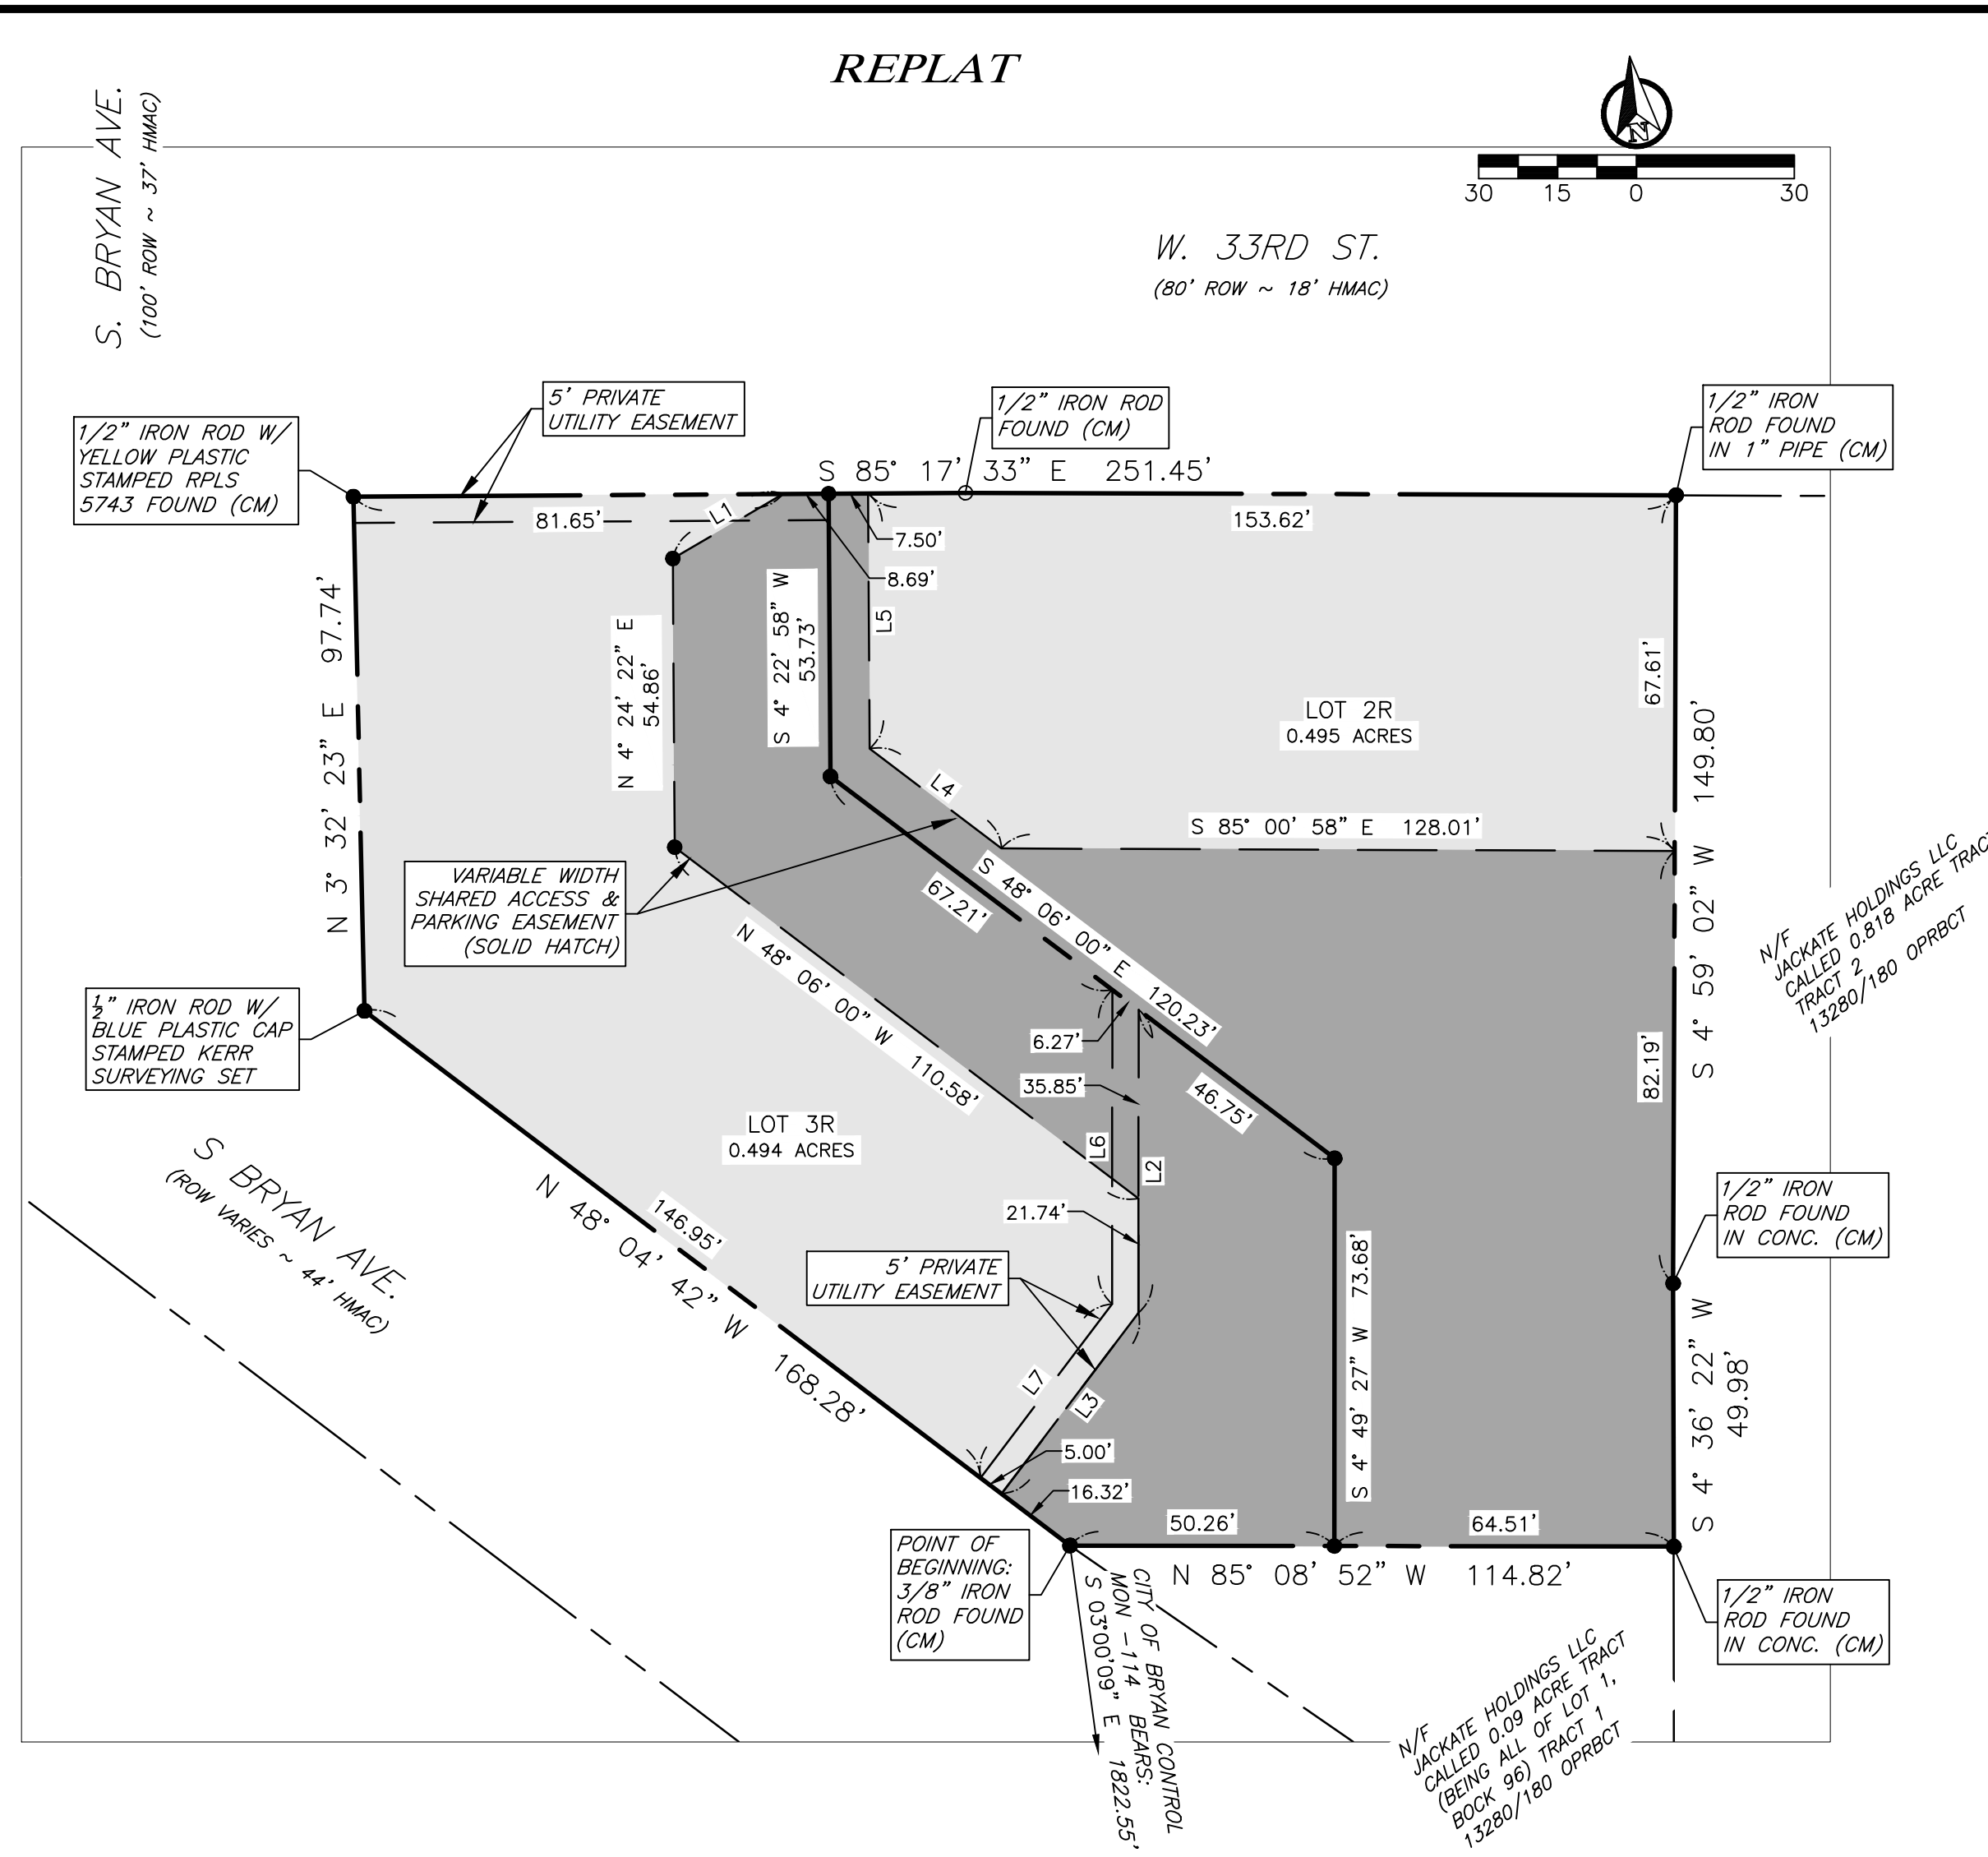 REPLAT
S. BRYAN AVE.
(100' ROW ~ 37' HMAC)
N
30 15 0 30
W. 33RD ST.
(80' ROW ~ 18' HMAC)
1/2" IRON ROD W/
YELLOW PLASTIC
STAMPED RPLS
5743 FOUND (CM)
5' PRIVATE
UTILITY EASEMENT
1/2" IRON ROD
FOUND (CM)
1/2" IRON
ROD FOUND
IN 1" PIPE (CM)
S 85° 17' 33" E 251.45'
81.65'
L1
7.50'
8.69'
153.62'
N 3° 32' 23" E 97.74'
N 4° 24' 22" E
54.86'
S 4° 22' 58" W
53.73'
L5
67.61'
LOT 2R
0.495 ACRES
S 4° 59' 02" W 149.80'
L4
S 85° 00' 58" E 128.01'
VARIABLE WIDTH
SHARED ACCESS &
PARKING EASEMENT
(SOLID HATCH)
67.21'
S 48° 06' 00" E 120.23'
N 48° 06' 00" W 110.58'
N/F
JACKATE HOLDINGS LLC
CALLED 0.818 ACRE TRACT
TRACT 2
13280/180 OPRBCT
½" IRON ROD W/
BLUE PLASTIC CAP
STAMPED KERR
SURVEYING SET
6.27'
35.85'
46.75'
82.19'
LOT 3R
0.494 ACRES
L6
L2
S BRYAN AVE.
(ROW VARIES ~ 44' HMAC)
146.95'
N 48° 04' 42" W 168.28'
21.74'
5' PRIVATE
UTILITY EASEMENT
S 4° 49' 27" W 73.68'
1/2" IRON
ROD FOUND
IN CONC. (CM)
S 4° 36' 22" W
49.98'
L7
L3
5.00'
16.32'
50.26'
64.51'
POINT OF
BEGINNING:
3/8" IRON
ROD FOUND
(CM)
N 85° 08' 52" W 114.82'
1/2" IRON
ROD FOUND
IN CONC. (CM)
CITY OF BRYAN CONTROL
MON -114 BEARS:
S 03°00'09" E 1822.55'
N/F
JACKATE HOLDINGS LLC
CALLED 0.09 ACRE TRACT
(BEING ALL OF LOT 1,
BOCK 96) TRACT 1
13280/180 OPRBCT